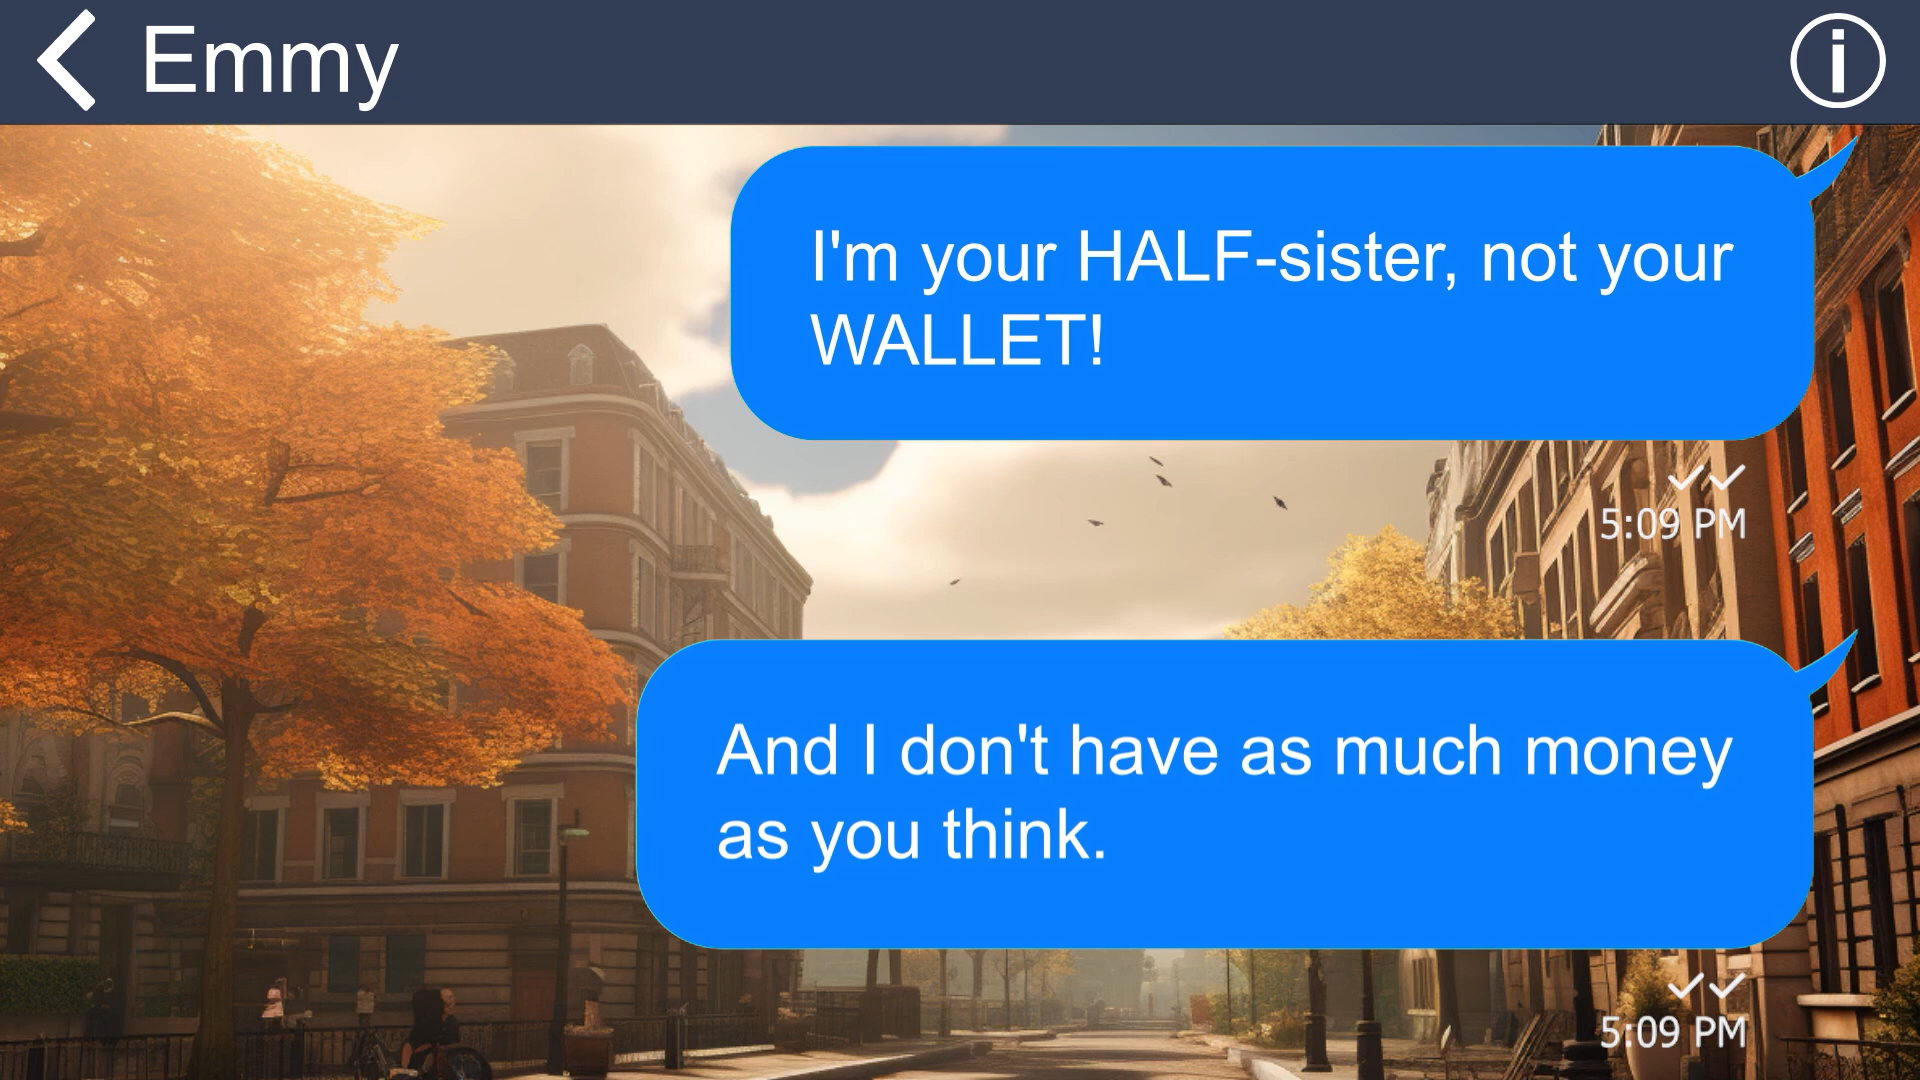 Emmy
I'm your HALF-sister, not your
WALLET!
5:09 PM
And I don't have as much money
as you think.
5:09 PM